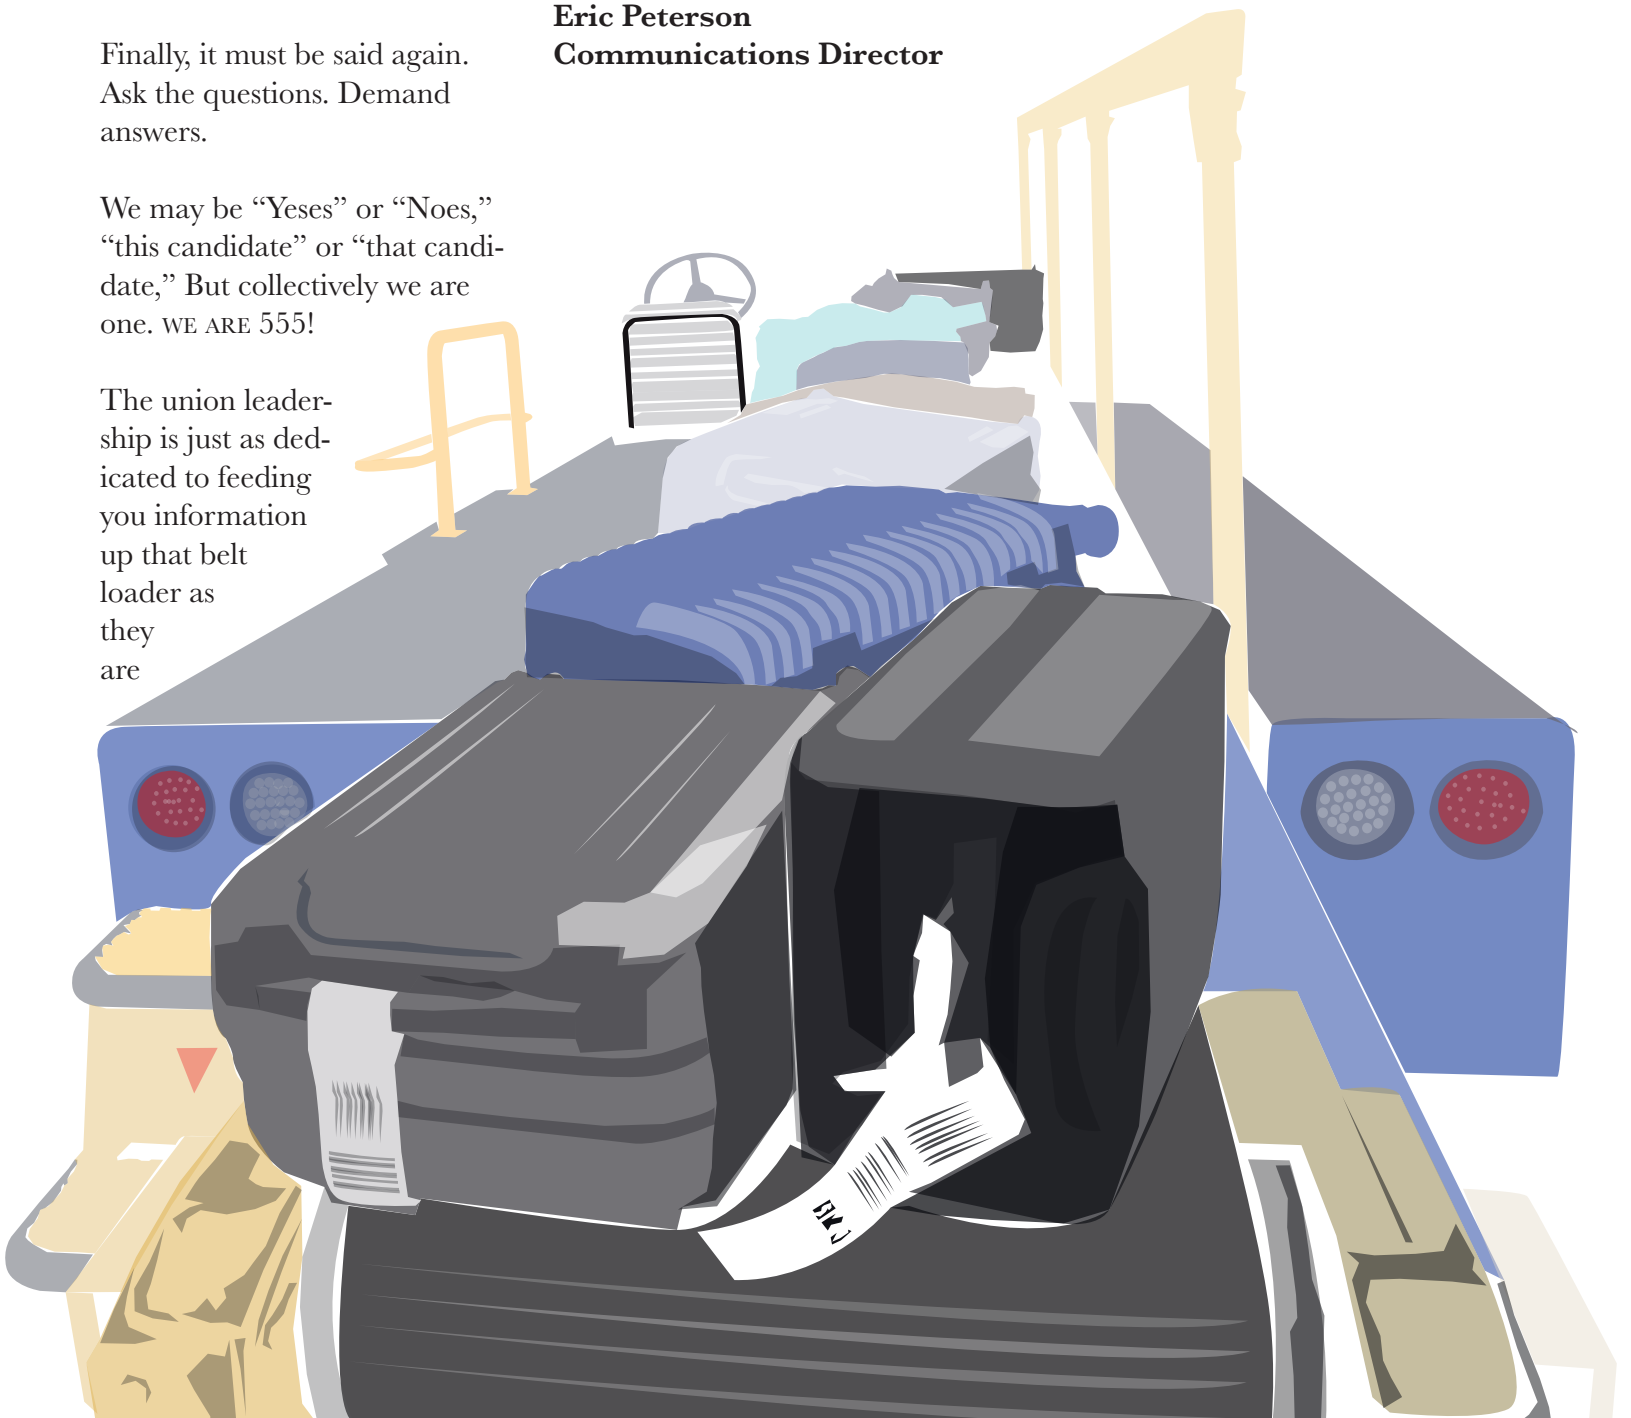 Finally, it must be said again.
Ask the questions. Demand
answers.
We may be “Yeses” or “Noes,”
“this candidate” or “that candi-
date,” But collectively we are
one. WE ARE 555!
The union leader-
ship is just as ded-
icated to feeding
you information
up that belt
loader as
they
are
Eric Peterson
Communications Director